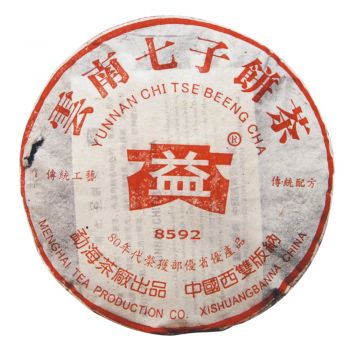 雲南七子餅茶
YUNNAN CHI TSE BEENG CHA
®
傳統工藝
益
傳統配方
8592
80年代榮獲部優省優產品
勐海茶廠出品 中國西雙版納
MENGHAI TEA PRODUCTION CO. XISHUANGBANNA CHINA